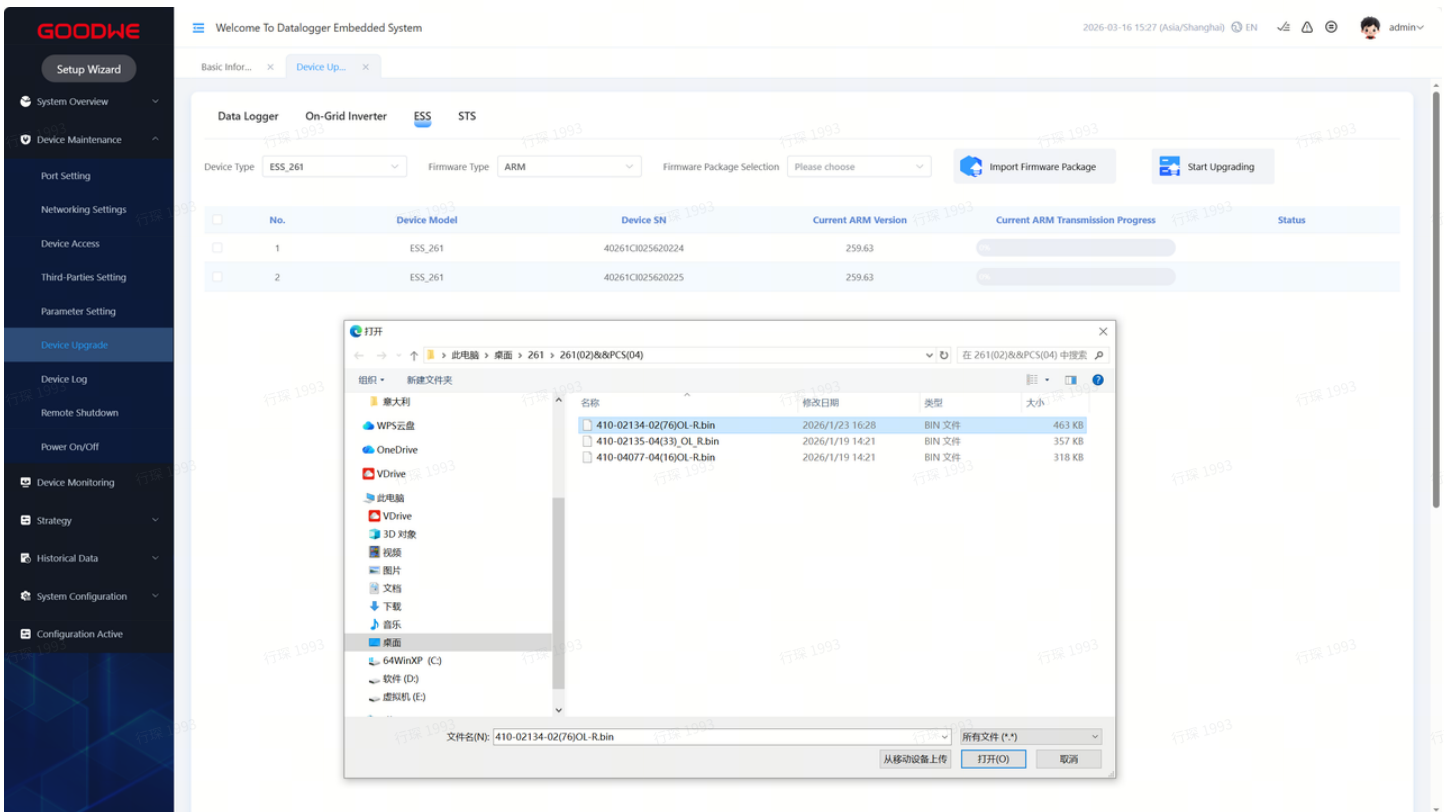 GOODWE
Welcome To Datalogger Embedded System
2026-03-16 15:27 (Asia/Shanghai) EN
admin
Setup Wizard
Basic Infor...
Device Up...
System Overview
Device Maintenance
Port Setting
Networking Settings
Device Access
Third-Parties Setting
Parameter Setting
Device Upgrade
Device Log
Remote Shutdown
Power On/Off
Device Monitoring
Strategy
Historical Data
System Configuration
Configuration Active
Data Logger On-Grid Inverter ESS STS
Device Type ESS_261 Firmware Type ARM Firmware Package Selection Please choose Import Firmware Package Start Upgrading
No. Device Model Device SN Current ARM Version Current ARM Transmission Progress Status
1 ESS_261 40261CI025620224 259.63
2 ESS_261 40261CI025620225 259.63
打开
此电脑 > 桌面 > 261 > 261(02)&&PCS(04)
在 261(02)&&PCS(04) 中搜索
组织 新建文件夹
意大利
WPS云盘
OneDrive
VDrive
此电脑
VDrive
3D 对象
视频
图片
文档
下载
音乐
桌面
64WinXP (C:)
软件 (D:)
虚拟机 (E:)
名称 修改日期 类型 大小
410-02134-02(76)OL-R.bin 2026/1/23 16:28 BIN 文件 463 KB
410-02135-04(33)_OL_R.bin 2026/1/19 14:21 BIN 文件 357 KB
410-04077-04(16)OL-R.bin 2026/1/19 14:21 BIN 文件 318 KB
文件名(N): 410-02134-02(76)OL-R.bin 所有文件 (*.*)
从移动设备上传 打开(O) 取消
行琛 1993